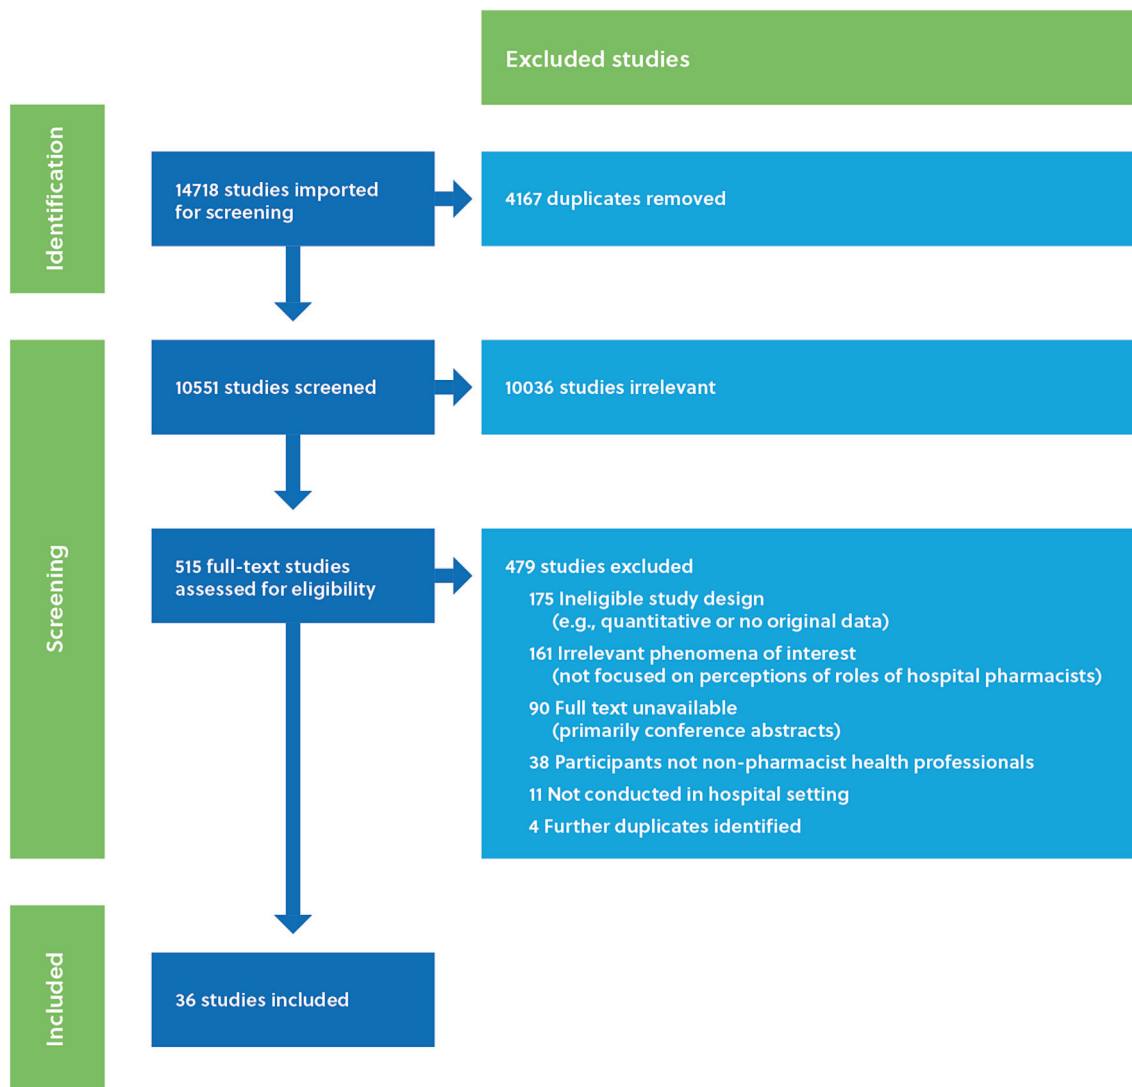 Excluded studies
Identification
14718 studies imported
for screening
4167 duplicates removed
Screening
10551 studies screened
10036 studies irrelevant
515 full-text studies
assessed for eligibility
479 studies excluded
175 Ineligible study design
(e.g., quantitative or no original data)
161 Irrelevant phenomena of interest
(not focused on perceptions of roles of hospital pharmacists)
90 Full text unavailable
(primarily conference abstracts)
38 Participants not non-pharmacist health professionals
11 Not conducted in hospital setting
4 Further duplicates identified
Included
36 studies included